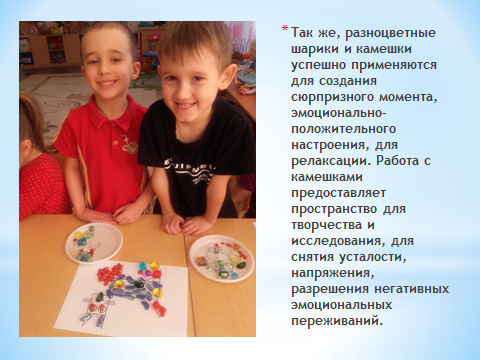 * Так же, разноцветные
шарики и камешки
успешно применяются
для создания
сюрпризного момента,
эмоционально-
положительного
настроения, для
релаксации. Работа с
камешками
предоставляет
пространство для
творчества и
исследования, для
снятия усталости,
напряжения,
разрешения негативных
эмоциональных
переживаний.